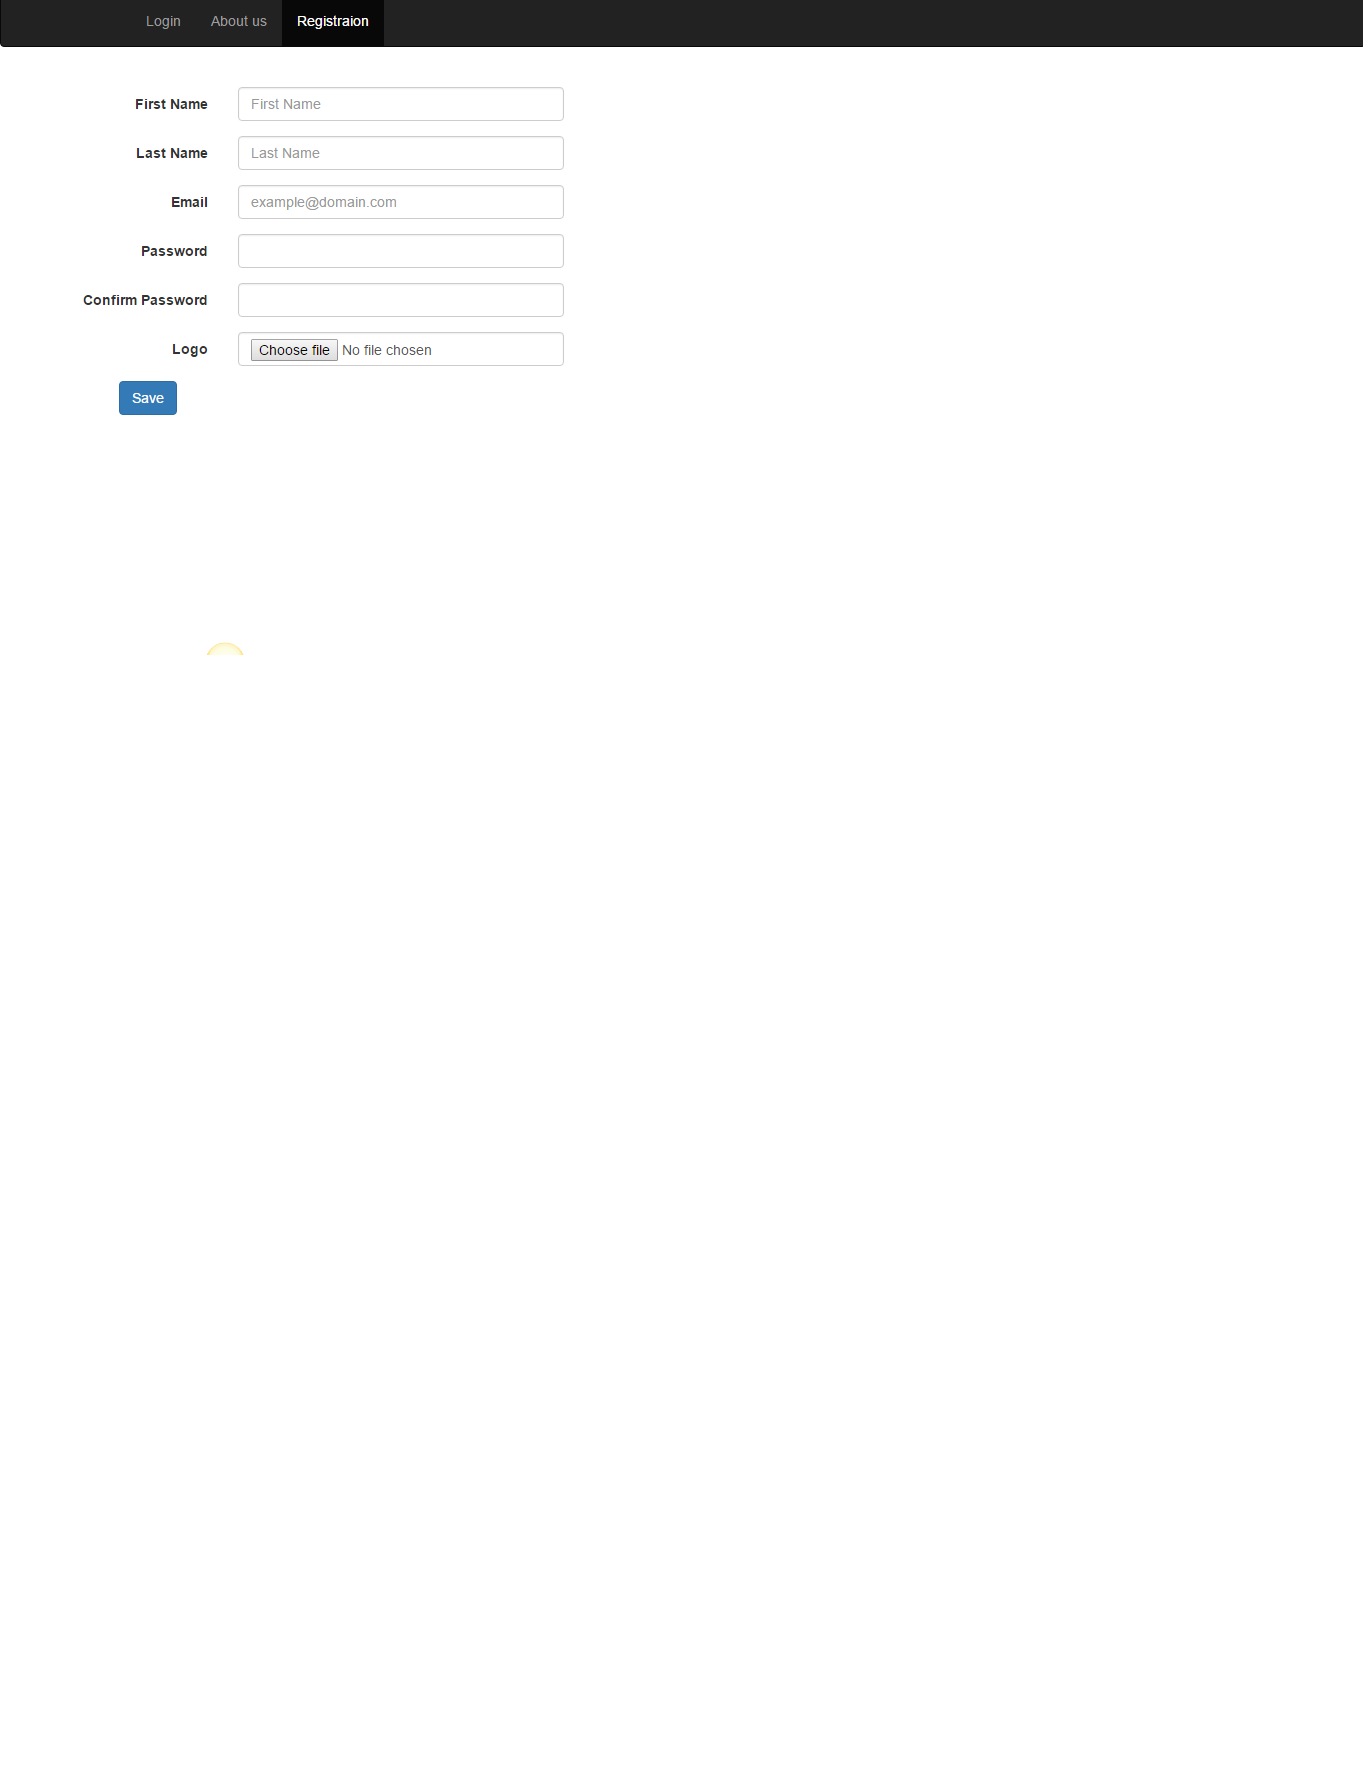 Login About us Registraion
First Name First Name
Last Name Last Name
Email example@domain.com
Password
Confirm Password
Logo Choose file No file chosen
Save